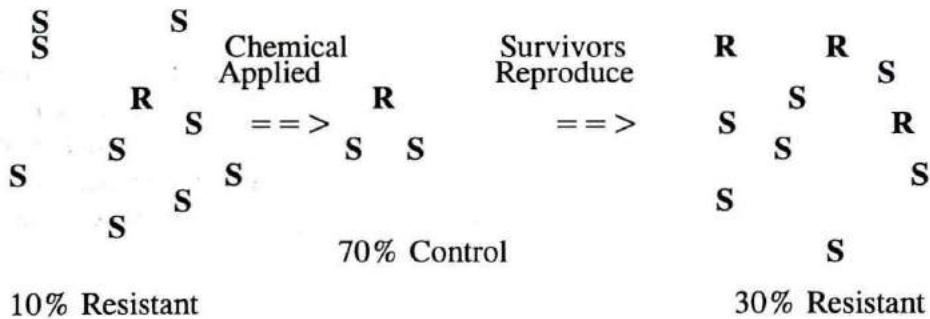 S S
S Chemical Survivors R R
Applied Reproduce S
R R S
S ==> ==> S R
S S S S
S S S
S S
S
70% Control S
10% Resistant 30% Resistant